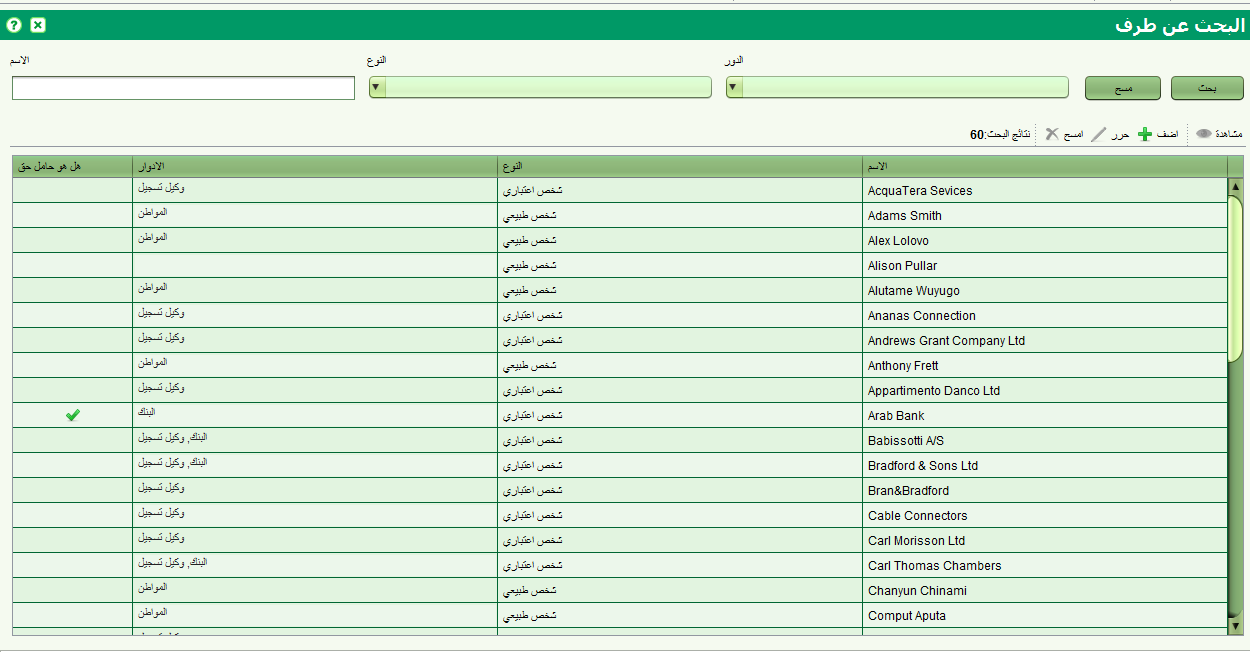 البحث عن طرف
الدور النوع الاسم
بحث مسح
مشاهدة اضف حرر امسح نتائج البحث:60
الاسم النوع الادوار هل هو حامل حق
AcquaTera Sevices شخص اعتباري وكيل تسجيل
Adams Smith شخص طبيعي المواطن
Alex Lolovo شخص طبيعي المواطن
Alison Pullar شخص طبيعي
Alutame Wuyugo شخص طبيعي المواطن
Ananas Connection شخص اعتباري وكيل تسجيل
Andrews Grant Company Ltd شخص اعتباري وكيل تسجيل
Anthony Frett شخص طبيعي المواطن
Appartimento Danco Ltd شخص اعتباري وكيل تسجيل
Arab Bank شخص اعتباري البنك
Babissotti A/S شخص اعتباري البنك, وكيل تسجيل
Bradford & Sons Ltd شخص اعتباري البنك, وكيل تسجيل
Bran&Bradford شخص اعتباري وكيل تسجيل
Cable Connectors شخص اعتباري وكيل تسجيل
Carl Morisson Ltd شخص اعتباري وكيل تسجيل
Carl Thomas Chambers شخص اعتباري البنك, وكيل تسجيل
Chanyun Chinami شخص طبيعي المواطن
Comput Aputa شخص طبيعي المواطن